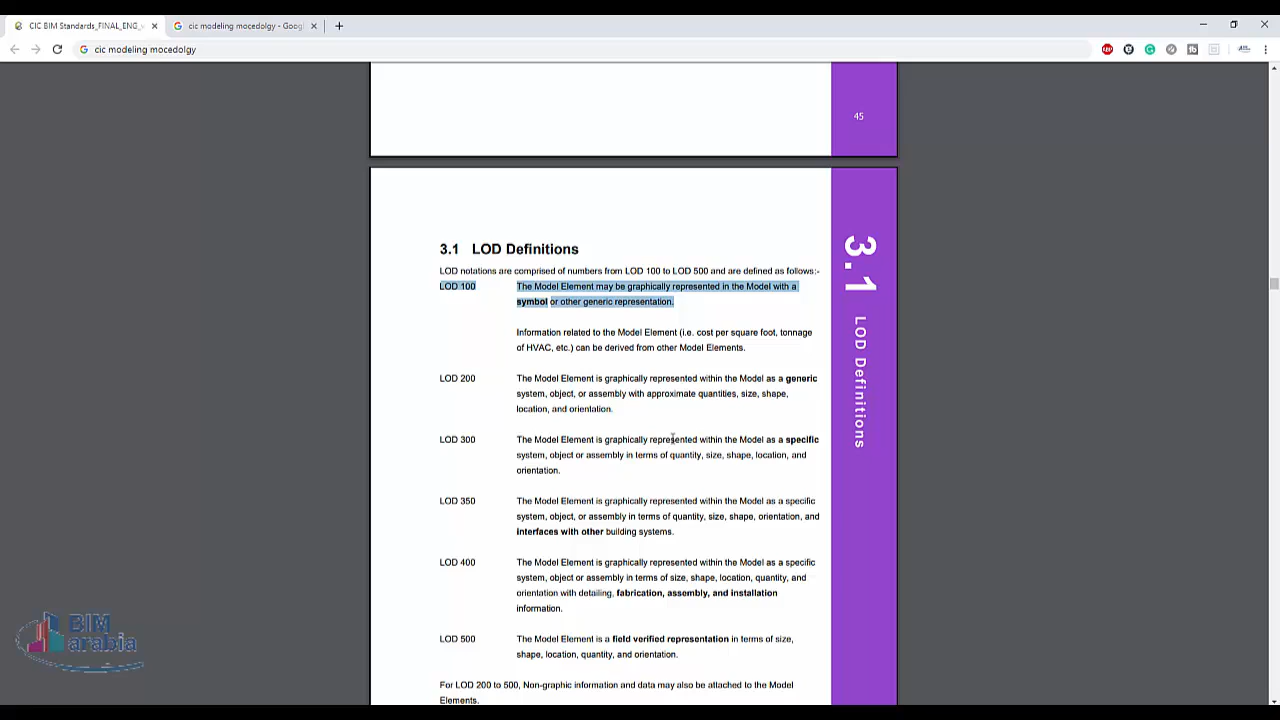 CIC BIM Standards_FINAL_ENG_
cic modeling mocedolgy - Goog
cic modeling mocedolgy
45
3.1 LOD Definitions
LOD notations are comprised of numbers from LOD 100 to LOD 500 and are defined as follows:-
LOD 100 The Model Element may be graphically represented in the Model with a
symbol or other generic representation.
Information related to the Model Element (i.e. cost per square foot, tonnage
of HVAC, etc.) can be derived from other Model Elements.
LOD 200 The Model Element is graphically represented within the Model as a generic
system, object, or assembly with approximate quantities, size, shape,
location, and orientation.
LOD 300 The Model Element is graphically represented within the Model as a specific
system, object or assembly in terms of quantity, size, shape, location, and
orientation.
LOD 350 The Model Element is graphically represented within the Model as a specific
system, object, or assembly in terms of quantity, size, shape, orientation, and
interfaces with other building systems.
LOD 400 The Model Element is graphically represented within the Model as a specific
system, object or assembly in terms of size, shape, location, quantity, and
orientation with detailing, fabrication, assembly, and installation
information.
LOD 500 The Model Element is a field verified representation in terms of size,
shape, location, quantity, and orientation.
For LOD 200 to 500, Non-graphic information and data may also be attached to the Model
Elements.
3.1 LOD Definitions
BIM
arabia